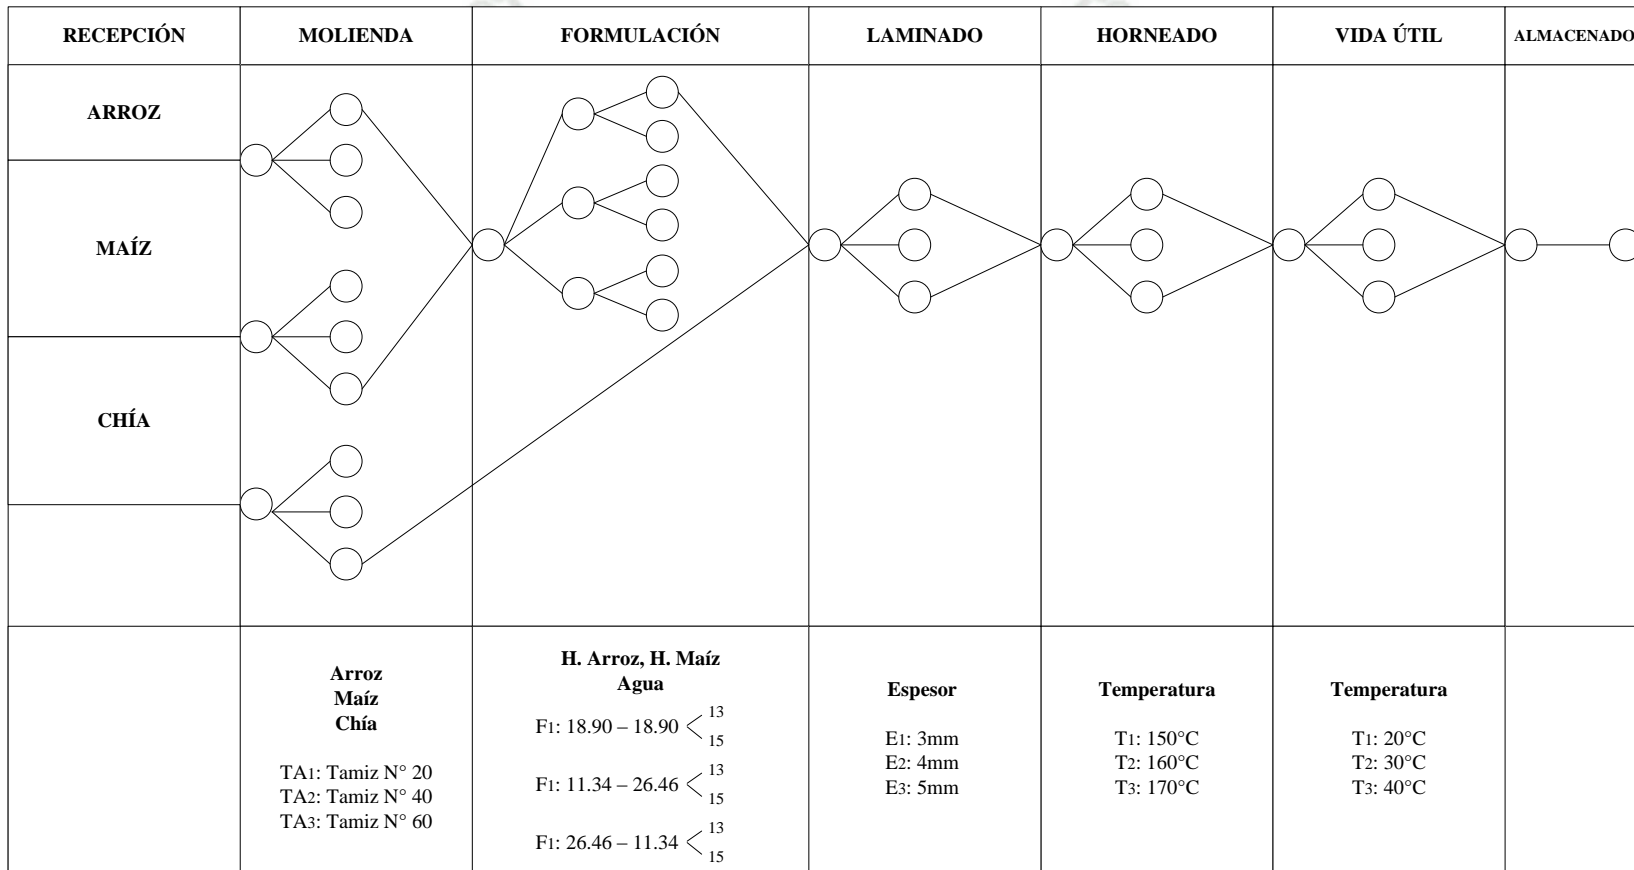 RECEPCIÓN
MOLIENDA
FORMULACIÓN
LAMINADO
HORNEADO
VIDA ÚTIL
ALMACENADO
ARROZ
MAÍZ
CHÍA
Arroz
Maíz
Chía
TA1: Tamiz N° 20
TA2: Tamiz N° 40
TA3: Tamiz N° 60
H. Arroz, H. Maíz
Agua
F1: 18.90 – 18.90
13
15
F1: 11.34 – 26.46
13
15
F1: 26.46 – 11.34
13
15
Espesor
E1: 3mm
E2: 4mm
E3: 5mm
Temperatura
T1: 150°C
T2: 160°C
T3: 170°C
Temperatura
T1: 20°C
T2: 30°C
T3: 40°C